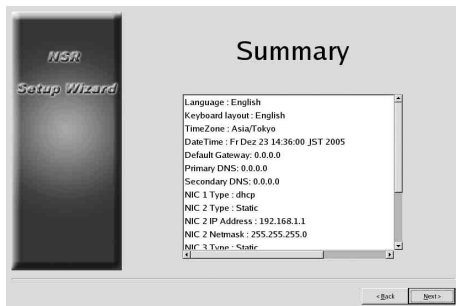 NSR
Setup Wizard
Summary
Language : English
Keyboard layout : English
TimeZone : Asia/Tokyo
DateTime : Fr Dez 23 14:36:00 JST 2005
Default Gateway: 0.0.0.0
Primary DNS: 0.0.0.0
Secondary DNS: 0.0.0.0
NIC 1 Type : dhcp
NIC 2 Type : Static
NIC 2 IP Address : 192.168.1.1
NIC 2 Netmask : 255.255.255.0
NIC 3 Type : Static
< Back
Next >